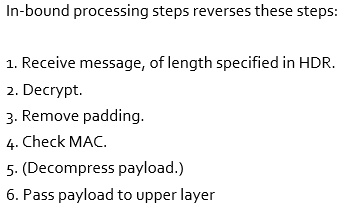 In-bound processing steps reverses these steps:
1. Receive message, of length specified in HDR.
2. Decrypt.
3. Remove padding.
4. Check MAC.
5. (Decompress payload.)
6. Pass payload to upper layer